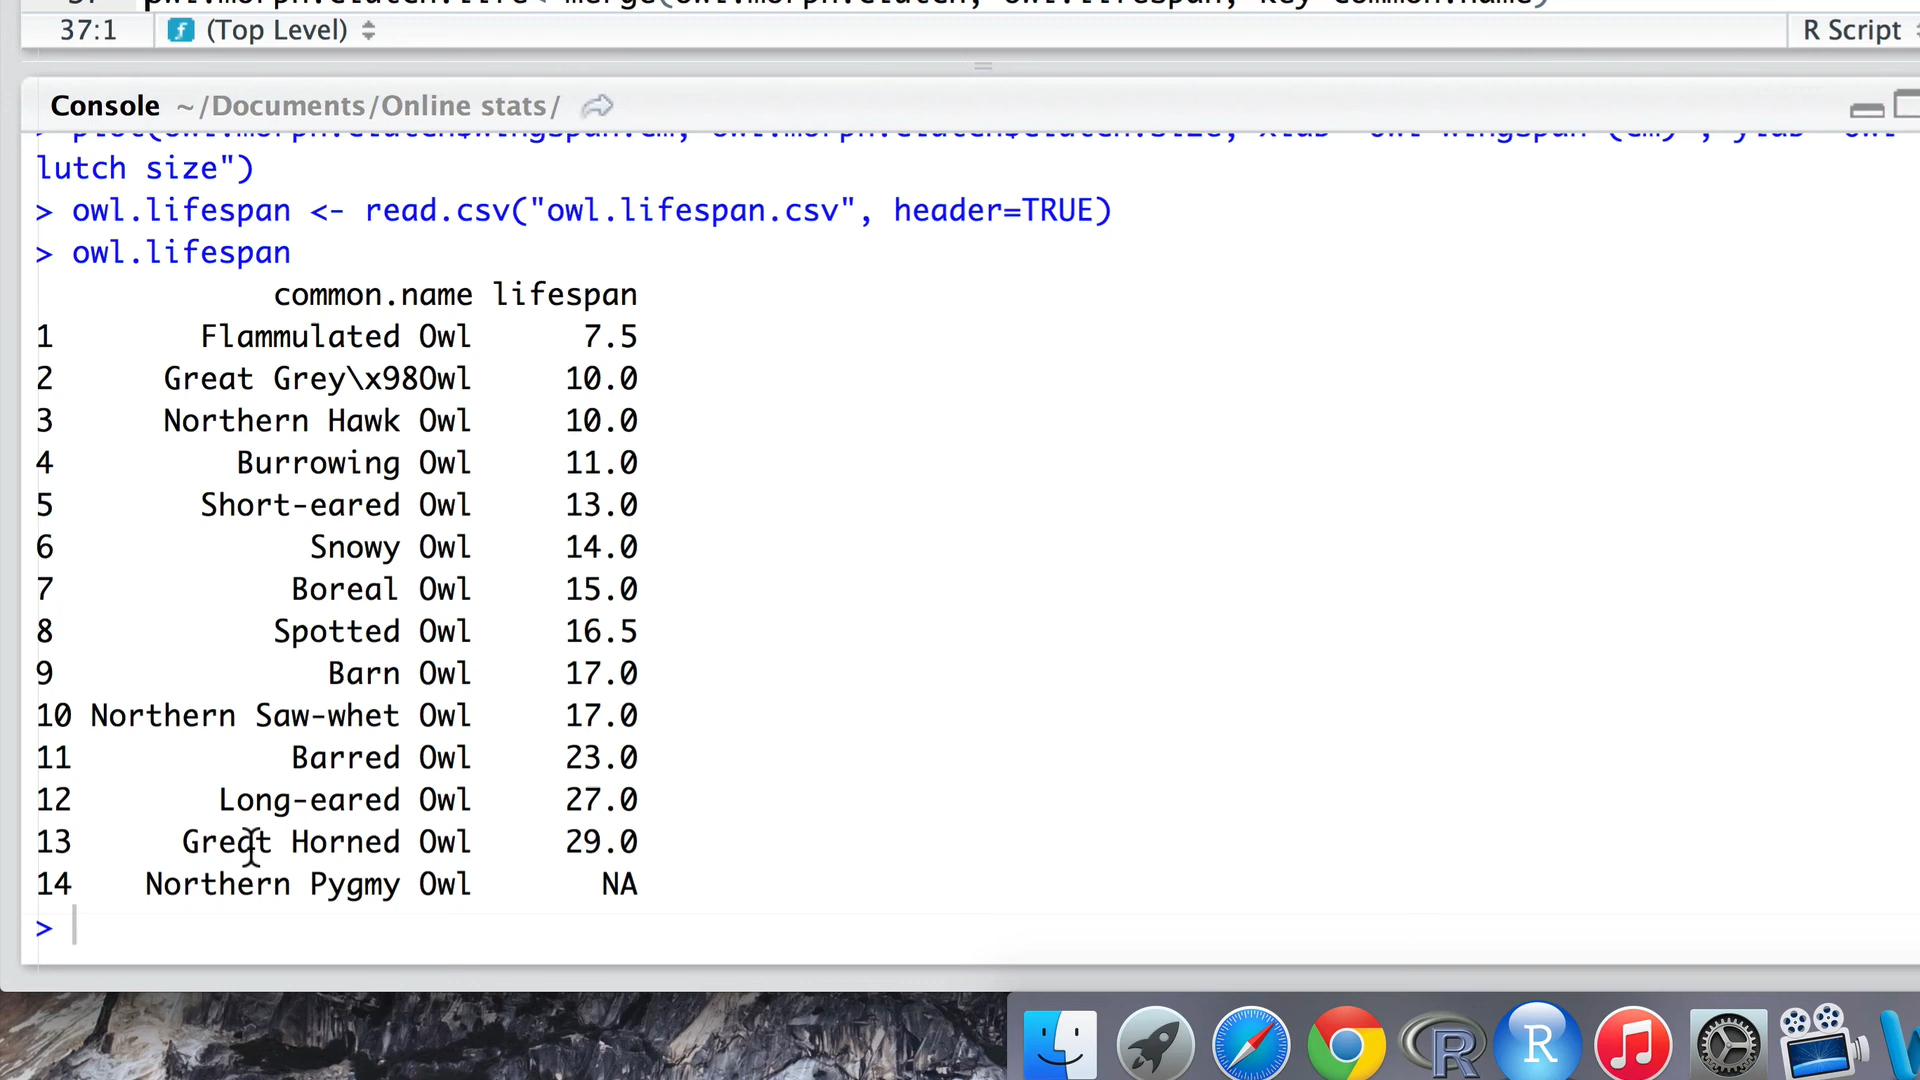 37:1 (Top Level) R Script
Console ~/Documents/Online stats/
lutch size")
> owl.lifespan <- read.csv("owl.lifespan.csv", header=TRUE)
> owl.lifespan
common.name lifespan
1 Flammulated Owl 7.5
2 Great Grey\x98Owl 10.0
3 Northern Hawk Owl 10.0
4 Burrowing Owl 11.0
5 Short-eared Owl 13.0
6 Snowy Owl 14.0
7 Boreal Owl 15.0
8 Spotted Owl 16.5
9 Barn Owl 17.0
10 Northern Saw-whet Owl 17.0
11 Barred Owl 23.0
12 Long-eared Owl 27.0
13 Great Horned Owl 29.0
14 Northern Pygmy Owl NA
>
R
R